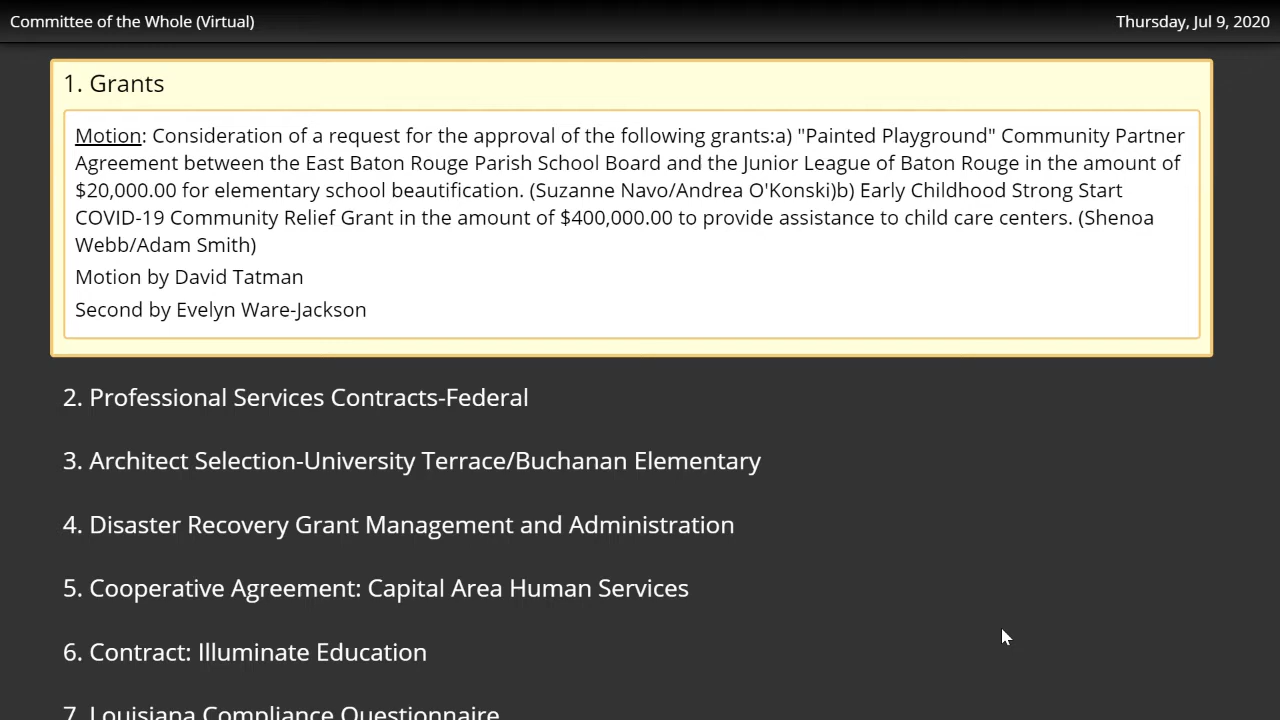 Committee of the Whole (Virtual)
Thursday, Jul 9, 2020
1. Grants
Motion: Consideration of a request for the approval of the following grants:a) "Painted Playground" Community Partner
Agreement between the East Baton Rouge Parish School Board and the Junior League of Baton Rouge in the amount of
$20,000.00 for elementary school beautification. (Suzanne Navo/Andrea O'Konski)b) Early Childhood Strong Start
COVID-19 Community Relief Grant in the amount of $400,000.00 to provide assistance to child care centers. (Shenoa
Webb/Adam Smith)
Motion by David Tatman
Second by Evelyn Ware-Jackson
2. Professional Services Contracts-Federal
3. Architect Selection-University Terrace/Buchanan Elementary
4. Disaster Recovery Grant Management and Administration
5. Cooperative Agreement: Capital Area Human Services
6. Contract: Illuminate Education
7. Louisiana Compliance Questionnaire